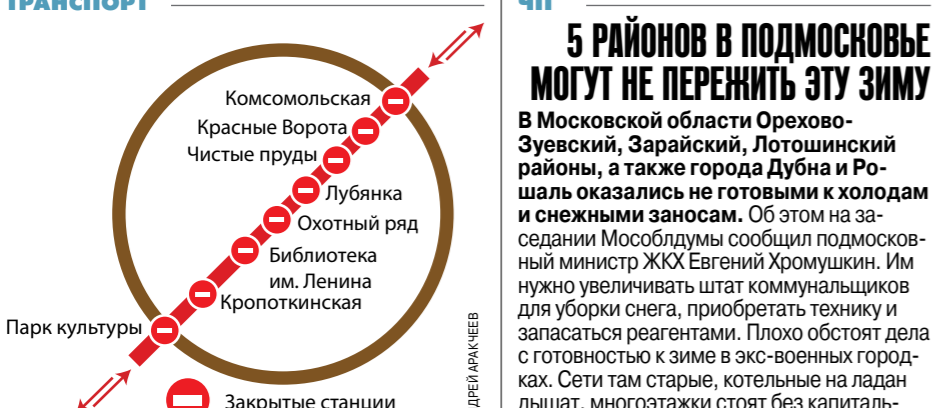 ТРАНСПОРТ
Комсомольская
Красные Ворота
Чистые пруды
Лубянка
Охотный ряд
Библиотека
им. Ленина
Кропоткинская
Парк культуры
Закрытые станции
ДРЕЙ АРАКЧЕЕВ
ЧП
5 РАЙОНОВ В ПОДМОСКОВЬЕ
МОГУТ НЕ ПЕРЕЖИТЬ ЭТУ ЗИМУ
В Московской области Орехово-
Зуевский, Зарайский, Лотошинский
районы, а также города Дубна и Ро-
шаль оказались не готовыми к холодам
и снежными заносам. Об этом на за-
седании Мособлдумы сообщил подмосков-
ный министр ЖКХ Евгений Хромушкин. Им
нужно увеличивать штат коммунальщиков
для уборки снега, приобретать технику и
запасаться реагентами. Плохо обстоят дела
с готовностью к зиме в экс-военных город-
ках. Сети там старые, котельные на ладан
дышат, многоэтажки стоят без капиталь-